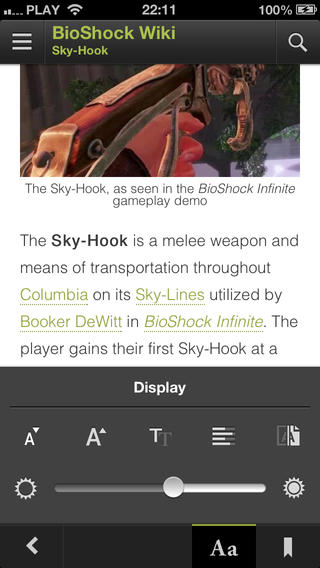 PLAY 22:11 100%
BioShock Wiki
Sky-Hook
The Sky-Hook, as seen in the BioShock Infinite
gameplay demo
The Sky-Hook is a melee weapon and
means of transportation throughout
Columbia on its Sky-Lines utilized by
Booker DeWitt in BioShock Infinite. The
player gains their first Sky-Hook at a
Display
A A TT A
Aa